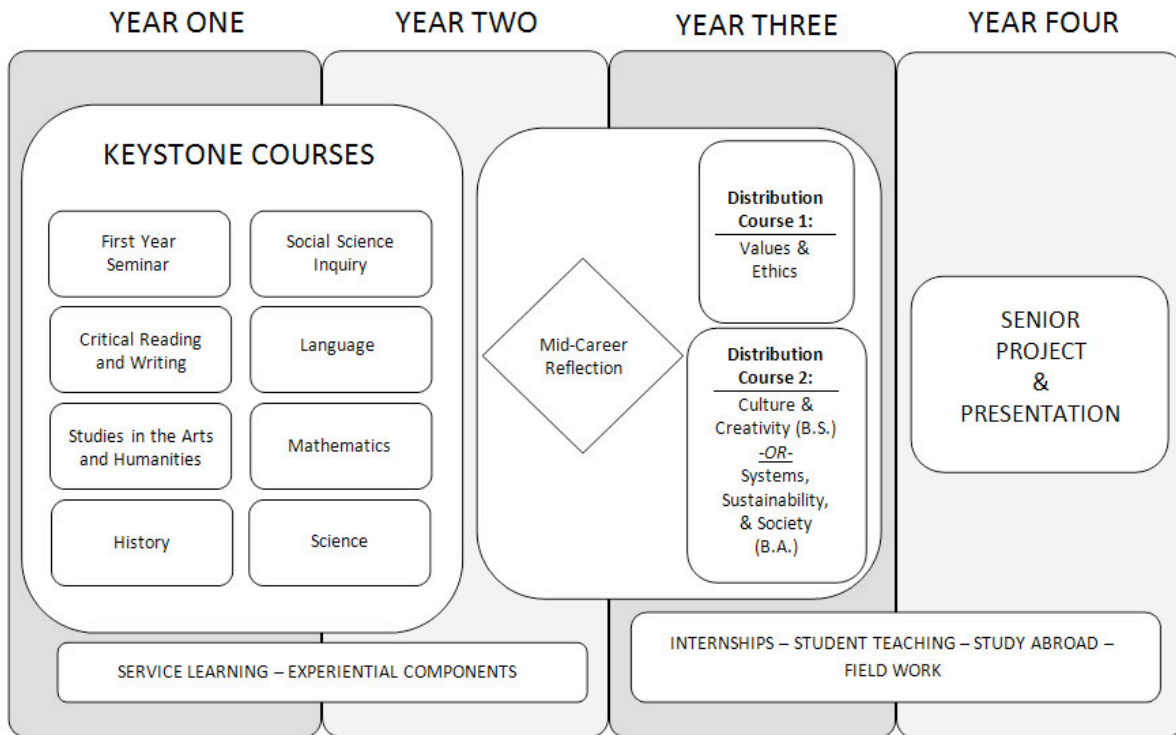 YEAR ONE
YEAR TWO
YEAR THREE
YEAR FOUR
KEYSTONE COURSES
First Year
Seminar
Social Science
Inquiry
Critical Reading
and Writing
Language
Studies in the Arts
and Humanities
Mathematics
History
Science
Mid-Career
Reflection
Distribution
Course 1:
Values &
Ethics
Distribution
Course 2:
Culture &
Creativity (B.S.)
-OR-
Systems,
Sustainability,
& Society
(B.A.)
SENIOR
PROJECT
&
PRESENTATION
SERVICE LEARNING – EXPERIENTIAL COMPONENTS
INTERNSHIPS – STUDENT TEACHING – STUDY ABROAD –
FIELD WORK